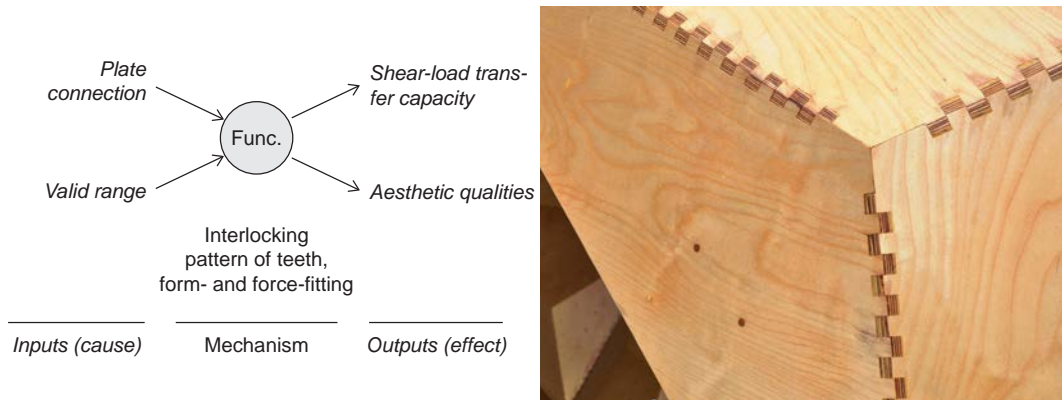 Plate
connection
Shear-load trans-
fer capacity
Func.
Valid range
Aesthetic qualities
Interlocking
pattern of teeth,
form- and force-fitting
Inputs (cause)
Mechanism
Outputs (effect)